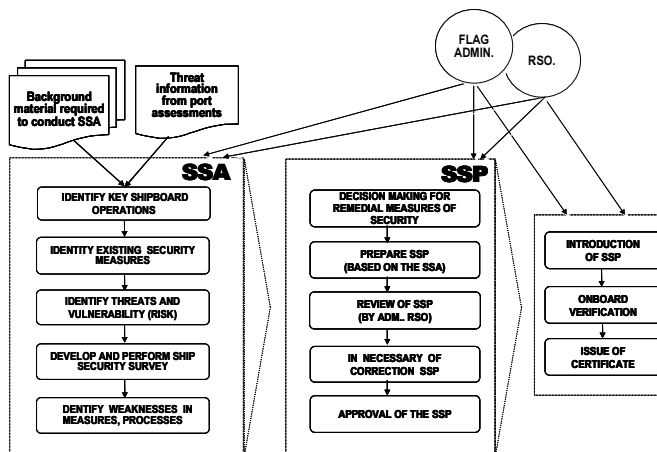 FLAG
ADMIN.
RSO.
Background
material required
to conduct SSA
Threat
information
from port
assessments
SSA
IDENTIFY KEY SHIPBOARD
OPERATIONS
IDENTITY EXISTING SECURITY
MEASURES
IDENTIFY THREATS AND
VULNERABILITY (RISK)
DEVELOP AND PERFORM SHIP
SECURITY SURVEY
DENTIFY WEAKNESSES IN
MEASURES, PROCESSES
SSP
DECISION MAKING FOR
REMEDIAL MEASURES OF
SECURITY
PREPARE SSP
(BASED ON THE SSA)
REVIEW OF SSP
(BY ADM.. RSO)
IN NECESSARY OF
CORRECTION SSP
APPROVAL OF THE SSP
INTRODUCTION
OF SSP
ONBOARD
VERIFICATION
ISSUE OF
CERTIFICATE